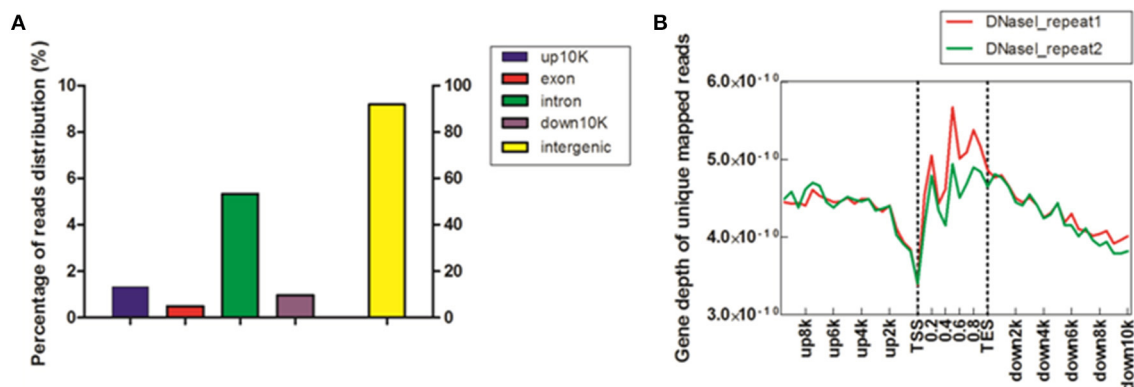 A
Percentage of reads distribution (%)
10
8
6
4
2
0
100
80
60
40
20
0
up10K
exon
intron
down10K
intergenic
B
DNaseI_repeat1
DNaseI_repeat2
Gene depth of unique mapped reads
6.0×10⁻¹⁰
5.0×10⁻¹⁰
4.0×10⁻¹⁰
3.0×10⁻¹⁰
up8k
up6k
up4k
up2k
TSS
0.2
0.4
0.6
0.8
TES
down2k
down4k
down6k
down8k
down10k